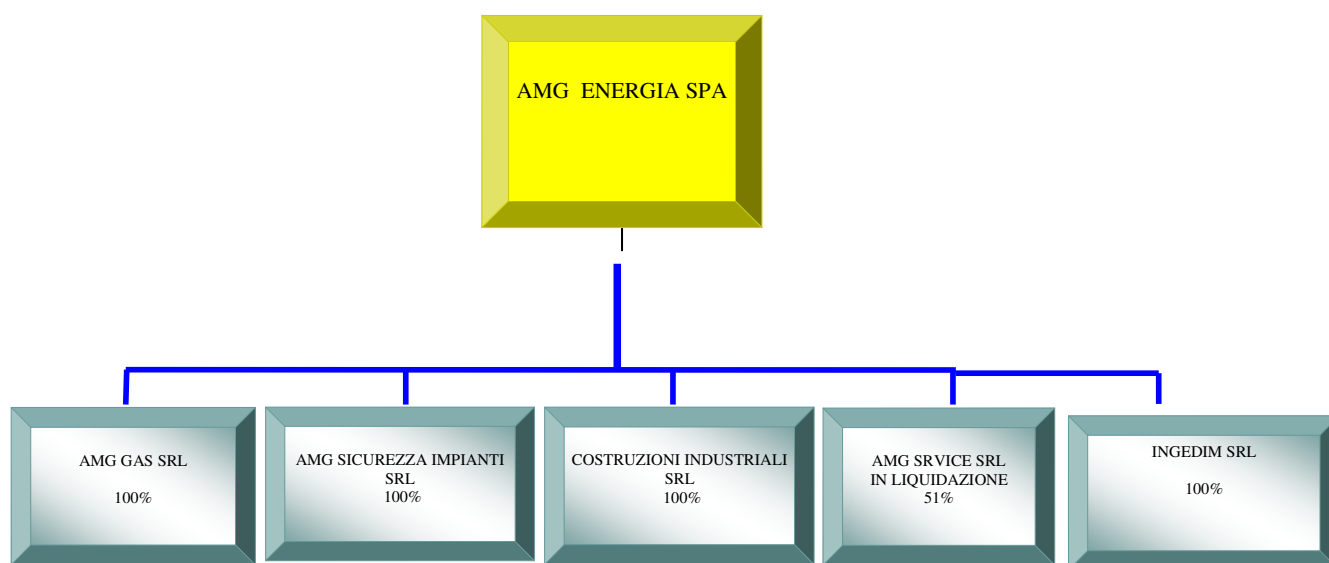 AMG ENERGIA SPA
AMG GAS SRL
100%
AMG SICUREZZA IMPIANTI
SRL
100%
COSTRUZIONI INDUSTRIALI
SRL
100%
AMG SRVICE SRL
IN LIQUIDAZIONE
51%
INGEDIM SRL
100%